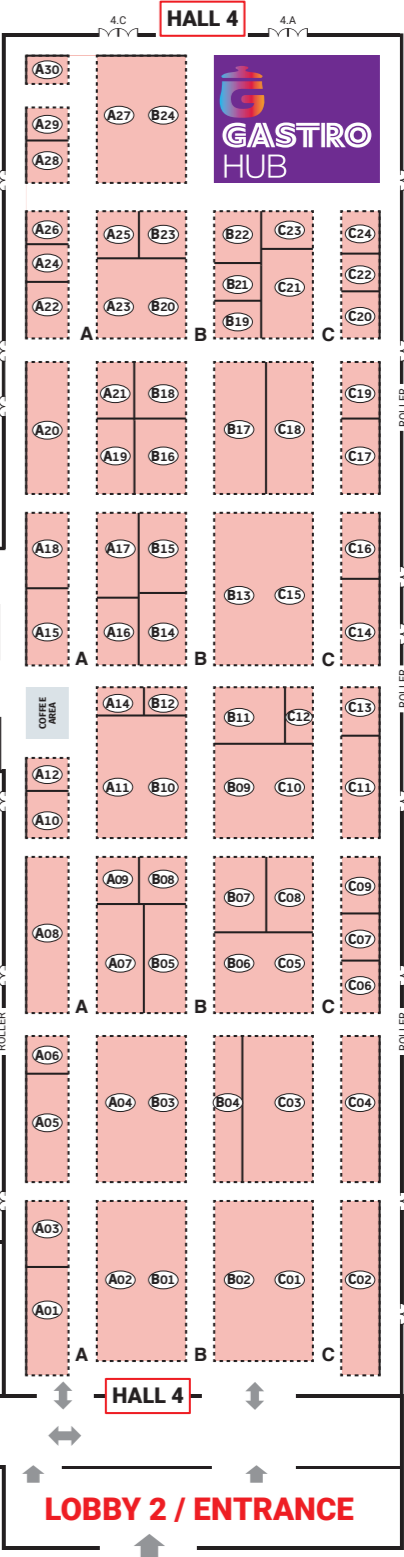 HALL 4
4.C
4.A
A30
A27 B24
GASTRO
HUB
A29
A28
A26
A25 B23
B22 C23 C24
A24
C22
B21 C21
A22 A23 B20
B19
C20
A B C
A21 B18
C19
ROLLER
A20
B17 C18
A19 B16
C17
A18 A17 B15
C16
B13 C15
A15 A16 B14
C14
A B C
ROLLER
COFFEE
AREA
A14 B12
B11 C12 C13
A12
A11 B10
B09 C10
C11
A10
A09 B08
C09
B07 C08
A08
C07
A07 B05
B06 C05
C06
A B C
ROLLER
ROLLER
A06
A04 B03
B04 C03
C04
A05
A03
A02 B01
B02 C01
C02
A01
A B C
HALL 4
LOBBY 2 / ENTRANCE